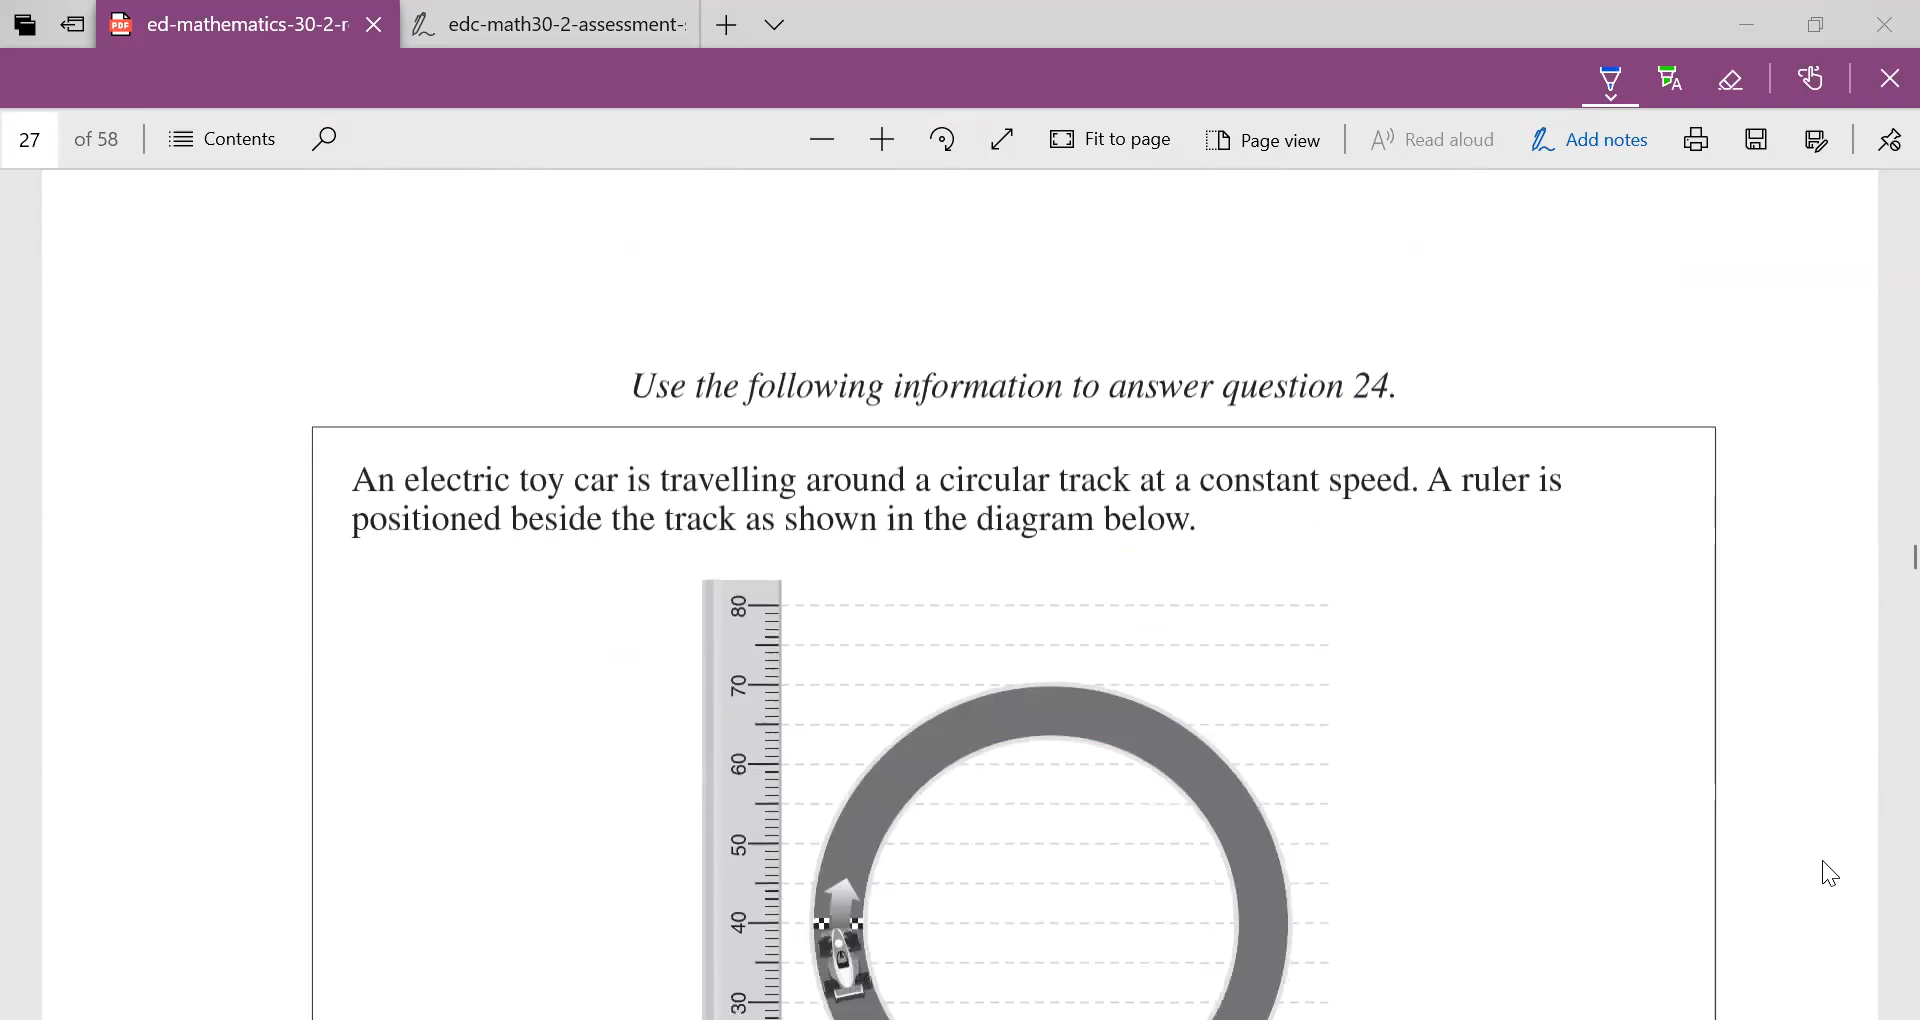 PDF ed-mathematics-30-2-r edc-math30-2-assessment-
27 of 58 Contents Fit to page Page view A Read aloud Add notes
Use the following information to answer question 24.
An electric toy car is travelling around a circular track at a constant speed. A ruler is
positioned beside the track as shown in the diagram below.
80
70
60
50
40
30